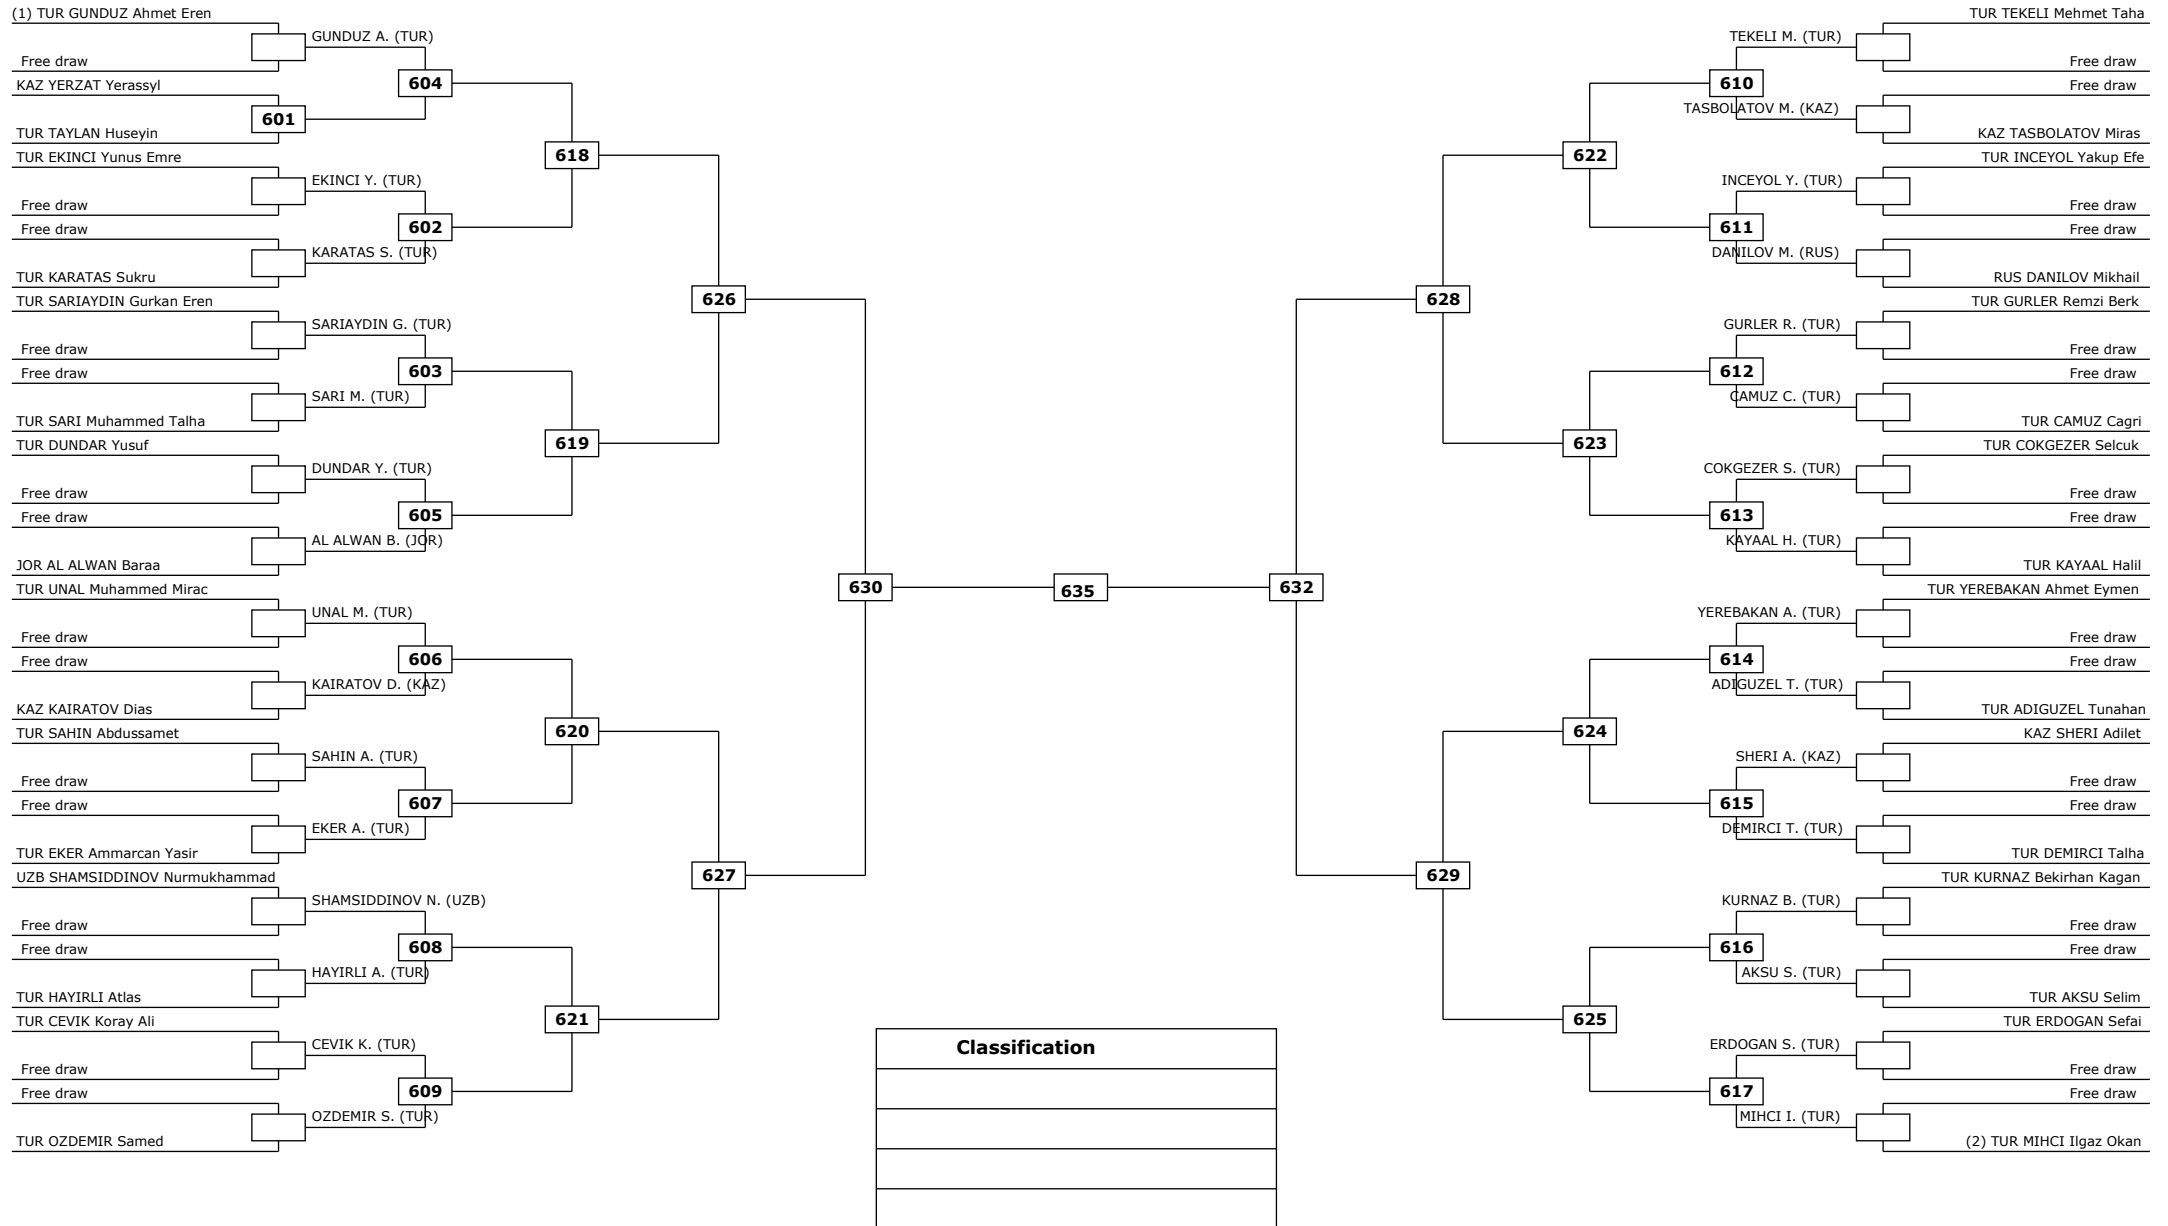 (1) TUR GUNDUZ Ahmet Eren
GUNDUZ A. (TUR)
Free draw
604
KAZ YERZAT Yerassyl
601
TUR TAYLAN Huseyin
618
TUR EKINCI Yunus Emre
EKINCI Y. (TUR)
Free draw
602
Free draw
KARATAS S. (TUR)
TUR KARATAS Sukru
626
TUR SARIAYDIN Gurkan Eren
SARIAYDIN G. (TUR)
Free draw
603
Free draw
SARI M. (TUR)
TUR SARI Muhammed Talha
619
TUR DUNDAR Yusuf
DUNDAR Y. (TUR)
Free draw
605
Free draw
AL ALWAN B. (JOR)
JOR AL ALWAN Baraa
630
TUR UNAL Muhammed Mirac
UNAL M. (TUR)
Free draw
606
Free draw
KAIRATOV D. (KAZ)
KAZ KAIRATOV Dias
620
TUR SAHIN Abdussamet
SAHIN A. (TUR)
Free draw
607
Free draw
EKER A. (TUR)
TUR EKER Ammarcan Yasir
627
UZB SHAMSIDDINOV Nurmukhammad
SHAMSIDDINOV N. (UZB)
Free draw
608
Free draw
HAYIRLI A. (TUR)
TUR HAYIRLI Atlas
621
TUR CEVIK Koray Ali
CEVIK K. (TUR)
Free draw
609
Free draw
OZDEMIR S. (TUR)
TUR OZDEMIR Samed
635
TUR TEKELI Mehmet Taha
TEKELI M. (TUR)
Free draw
610
Free draw
TASBOLATOV M. (KAZ)
KAZ TASBOLATOV Miras
622
TUR INCEYOL Yakup Efe
INCEYOL Y. (TUR)
Free draw
611
Free draw
DANILOV M. (RUS)
RUS DANILOV Mikhail
628
TUR GURLER Remzi Berk
GURLER R. (TUR)
Free draw
612
Free draw
CAMUZ C. (TUR)
TUR CAMUZ Cagri
623
TUR COKGEZER Selcuk
COKGEZER S. (TUR)
Free draw
613
Free draw
KAYAAL H. (TUR)
TUR KAYAAL Halil
632
TUR YEREBAKAN Ahmet Eymen
YEREBAKAN A. (TUR)
Free draw
614
Free draw
ADIGUZEL T. (TUR)
TUR ADIGUZEL Tunahan
624
KAZ SHERI Adilet
SHERI A. (KAZ)
Free draw
615
Free draw
DEMIRCI T. (TUR)
TUR DEMIRCI Talha
629
TUR KURNAZ Bekirhan Kagan
KURNAZ B. (TUR)
Free draw
616
Free draw
AKSU S. (TUR)
TUR AKSU Selim
625
TUR ERDOGAN Sefai
ERDOGAN S. (TUR)
Free draw
617
Free draw
MIHCI I. (TUR)
(2) TUR MIHCI Ilgaz Okan
Classification